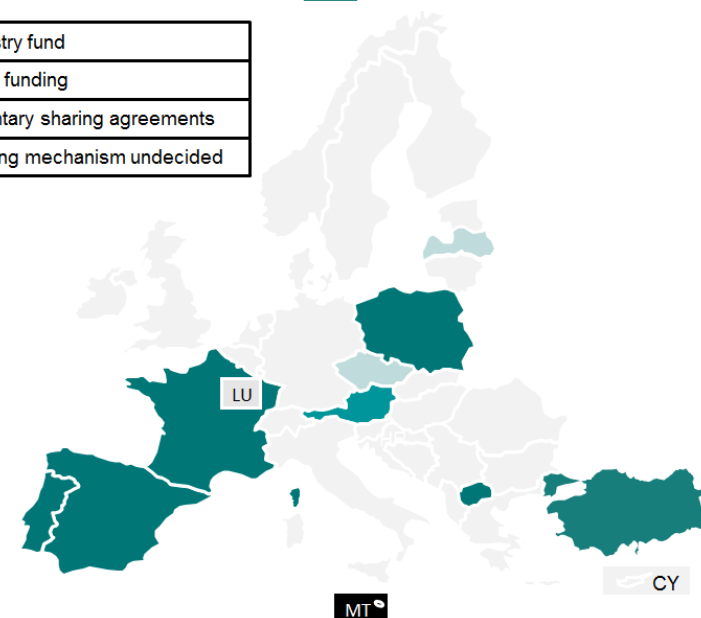 try fund
funding
tary sharing agreements
ng mechanism undecided
LU
CY
MT